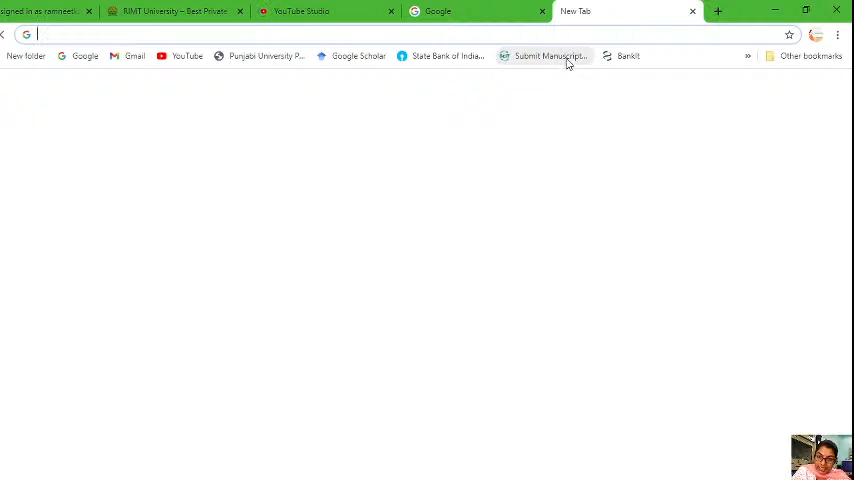 signed in as ramneetk RIMT University – Best Private YouTube Studio Google New Tab
New folder Google Gmail YouTube Punjabi University P... Google Scholar State Bank of India... Submit Manuscript... BankIt » Other bookmarks